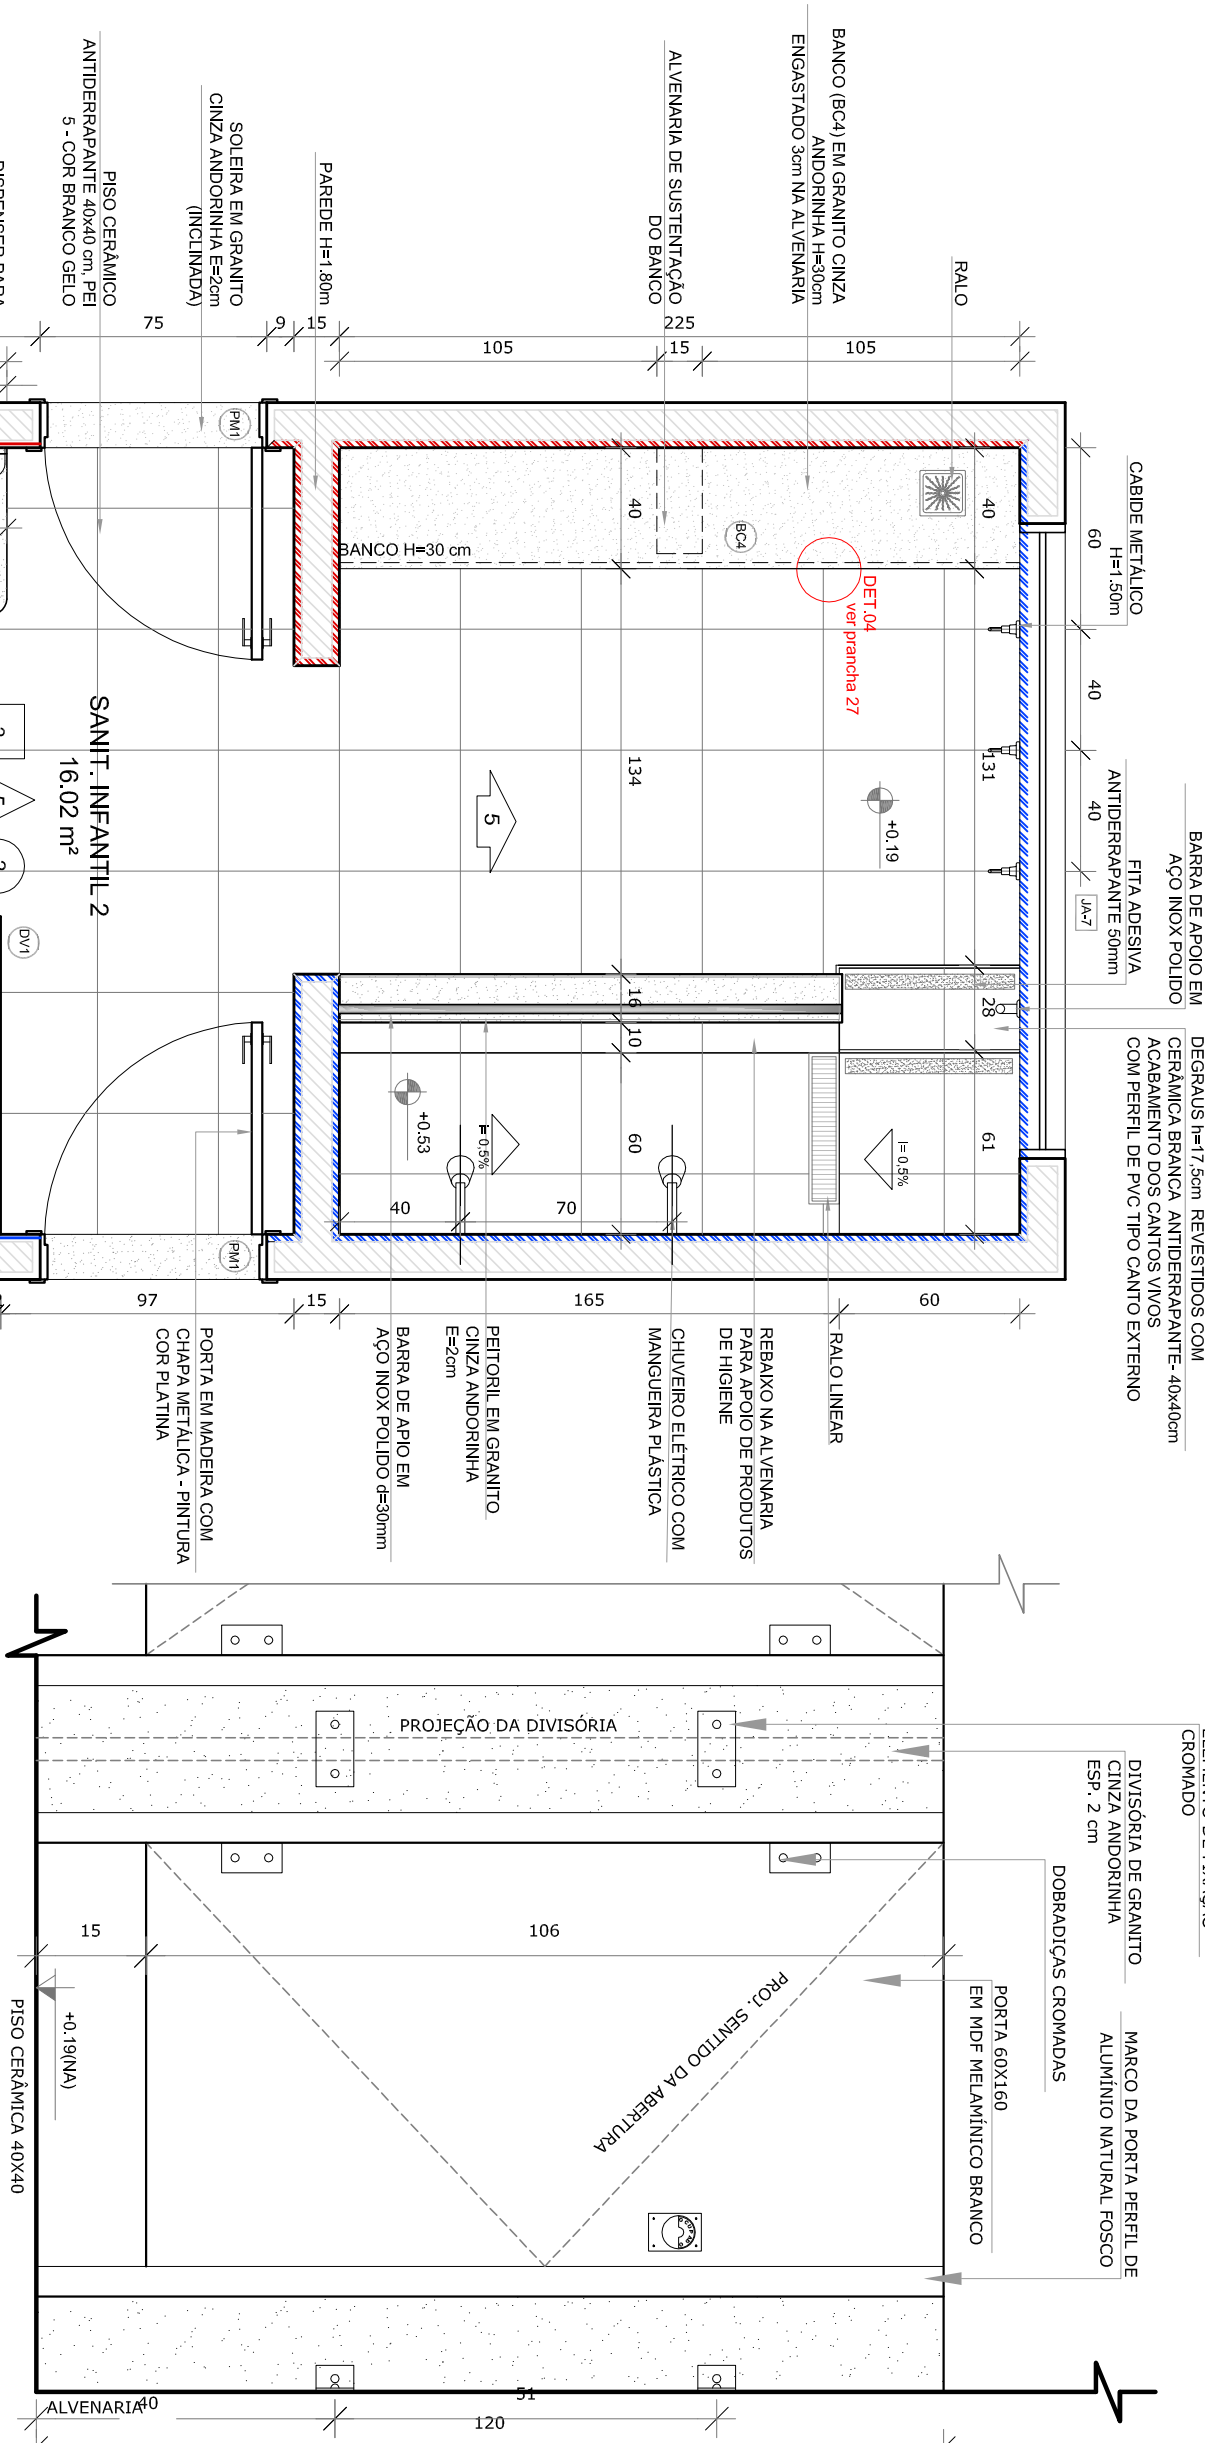 BANCO (BC4) EM GRANITO CINZA
ANDORINHA H=30cm
ENGASTADO 3cm NA ALVENARIA
ALVENARIA DE SUSTENTAÇÃO
DO BANCO
RALO
PAREDE H=1.80m
SOLEIRA EM GRANITO
CINZA ANDORINHA E=2cm
(INCLINADA)
PISO CERÂMICO
ANTIDERRAPANTE 40x40 cm, PEI
5 - COR BRANCO GELO
75
9
15
225
105
15
105
PM1
40
40
BC4
BANCO H=30 cm
DET.04
ver prancha 27
CABIDE METÁLICO
H=1.50m
60
40
40
131
134
5
+0.19
SANIT. INFANTIL 2
16.02 m²
DV1
JA-7
FITA ADESIVA
ANTIDERRAPANTE 50mm
BARRA DE APOIO EM
AÇO INOX POLIDO
DEGRAUS h=17,5cm REVESTIDOS COM
CERÂMICA BRANCA ANTIDERRAPANTE- 40x40cm
ACABAMENTO DOS CANTOS VIVOS
COM PERFIL DE PVC TIPO CANTO EXTERNO
16
10
28
60
61
+0.53
i= 0,5%
I= 0,5%
40
70
PM1
97
15
165
60
RALO LINEAR
REBAIXO NA ALVENARIA
PARA APOIO DE PRODUTOS
DE HIGIENE
CHUVEIRO ELÉTRICO COM
MANGUEIRA PLÁSTICA
PEITORIL EM GRANITO
CINZA ANDORINHA
E=2cm
BARRA DE APIO EM
AÇO INOX POLIDO d=30mm
PORTA EM MADEIRA COM
CHAPA METÁLICA - PINTURA
COR PLATINA
PROJEÇÃO DA DIVISÓRIA
CROMADO
DIVISÓRIA DE GRANITO
CINZA ANDORINHA
ESP. 2 cm
DOBRADIÇAS CROMADAS
15
106
PROJ. SENTIDO DA ABERTURA
PORTA 60X160
EM MDF MELAMÍNICO BRANCO
MARCO DA PORTA PERFIL DE
ALUMÍNIO NATURAL FOSCO
+0.19(NA)
PISO CERÂMICA 40X40
ALVENARIA
40
51
120